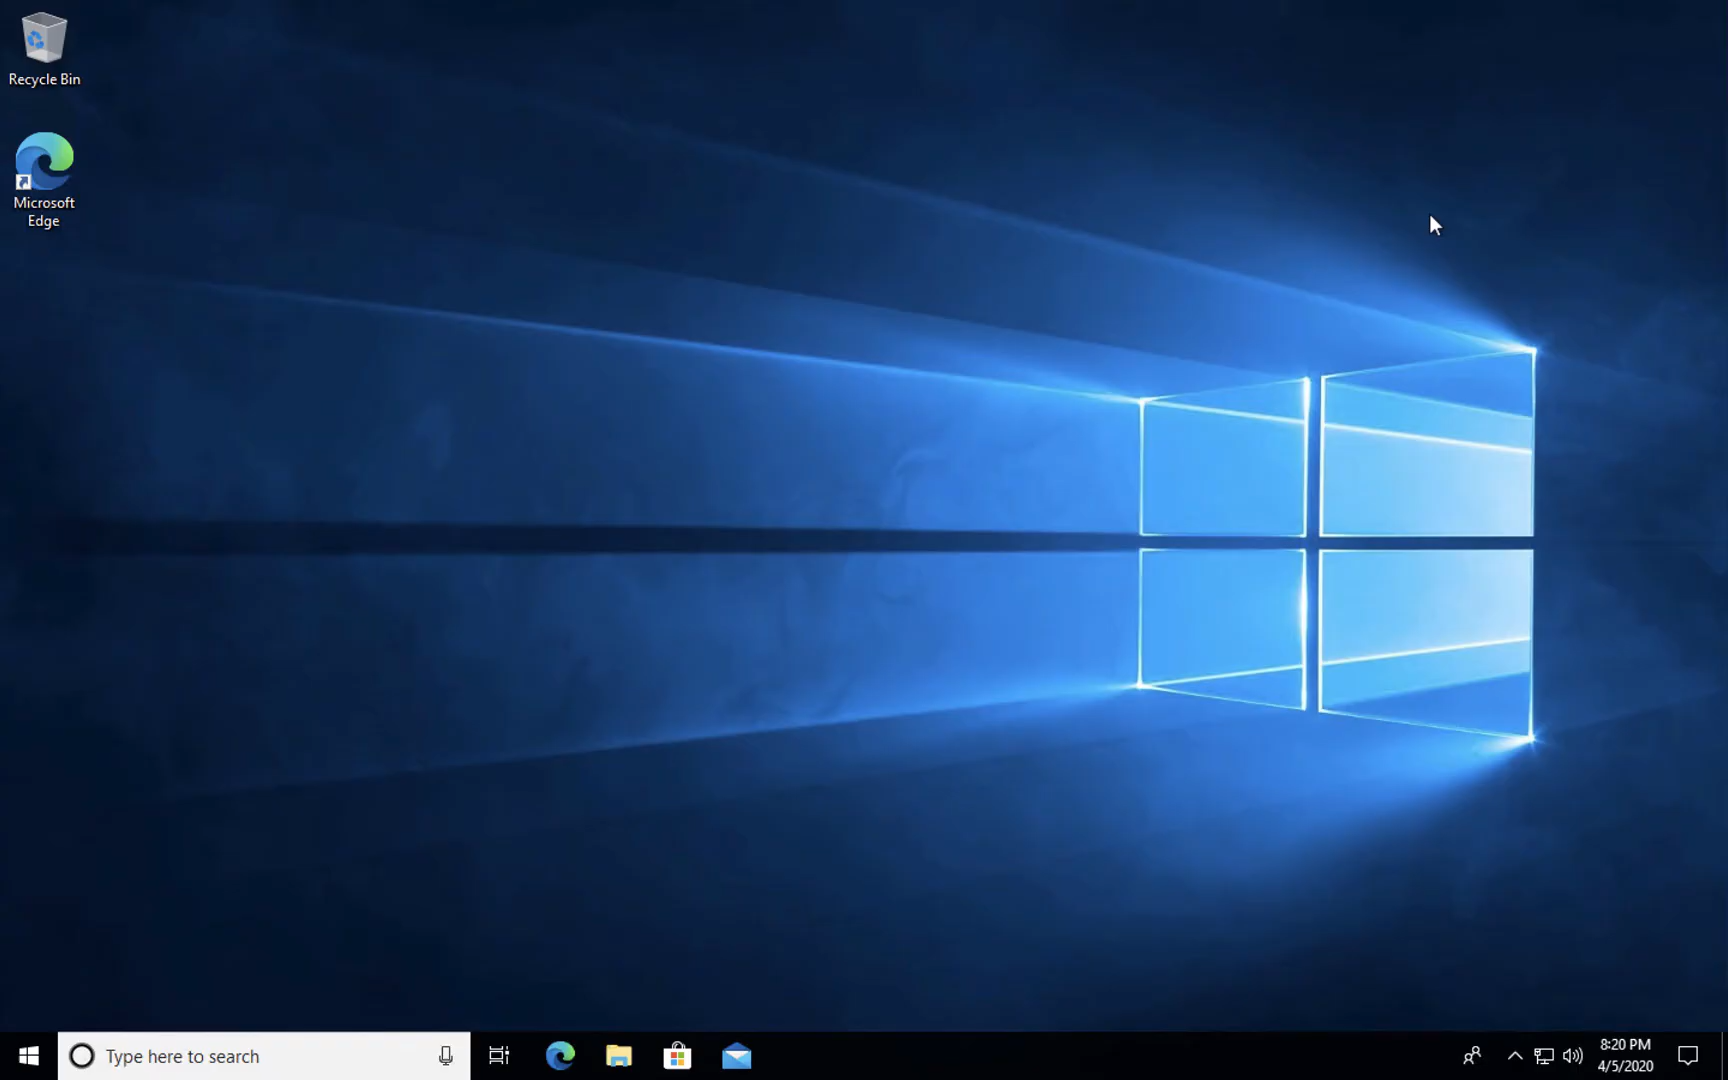 Recycle Bin
Microsoft
Edge
Type here to search
8:20 PM
4/5/2020